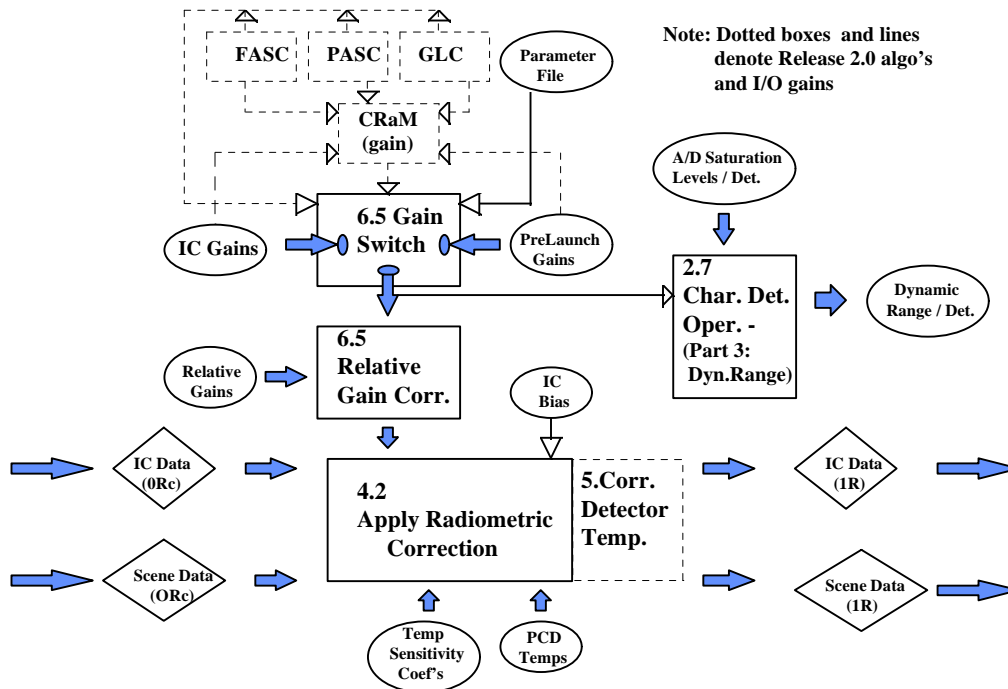 FASC
PASC
GLC
Parameter
File
Note: Dotted boxes and lines
denote Release 2.0 algo's
and I/O gains
CRaM
(gain)
A/D Saturation
Levels / Det.
6.5 Gain
Switch
IC Gains
PreLaunch
Gains
2.7
Char. Det.
Oper. -
(Part 3:
Dyn.Range)
Dynamic
Range / Det.
6.5
Relative
Gain Corr.
Relative
Gains
IC
Bias
IC Data
(0Rc)
4.2
Apply Radiometric
Correction
5.Corr.
Detector
Temp.
IC Data
(1R)
Scene Data
(ORc)
Scene Data
(1R)
Temp
Sensitivity
Coef's
PCD
Temps